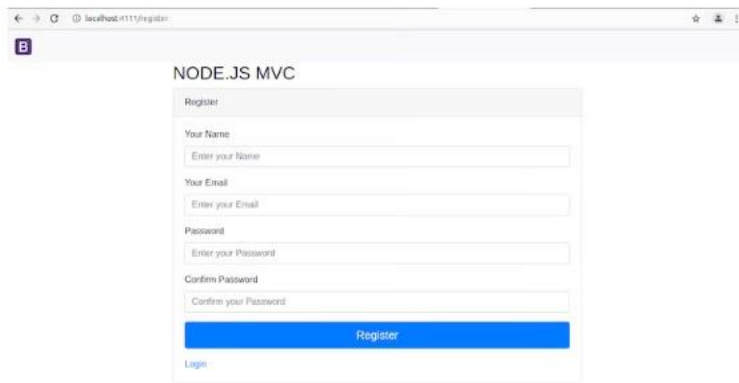 localhost:4111/register
B
NODE.JS MVC
Register
Your Name
Enter your Name
Your Email
Enter your Email
Password
Enter your Password
Confirm Password
Confirm your Password
Register
Login